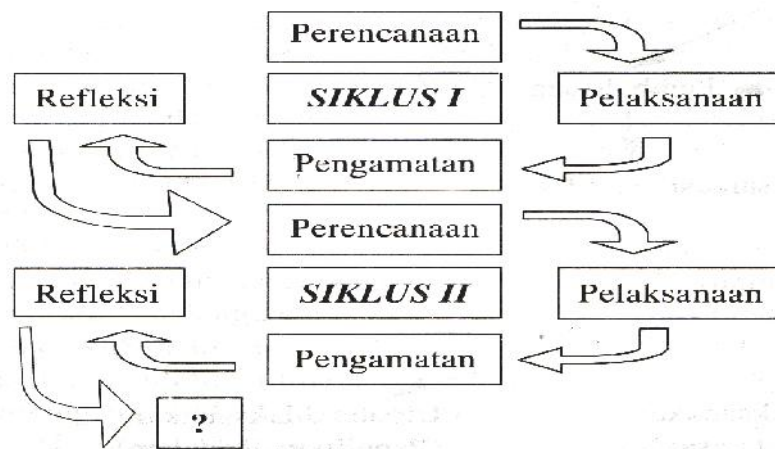 Perencanaan
Refleksi
SIKLUS I
Pelaksanaan
Pengamatan
Perencanaan
Refleksi
SIKLUS II
Pelaksanaan
Pengamatan
?